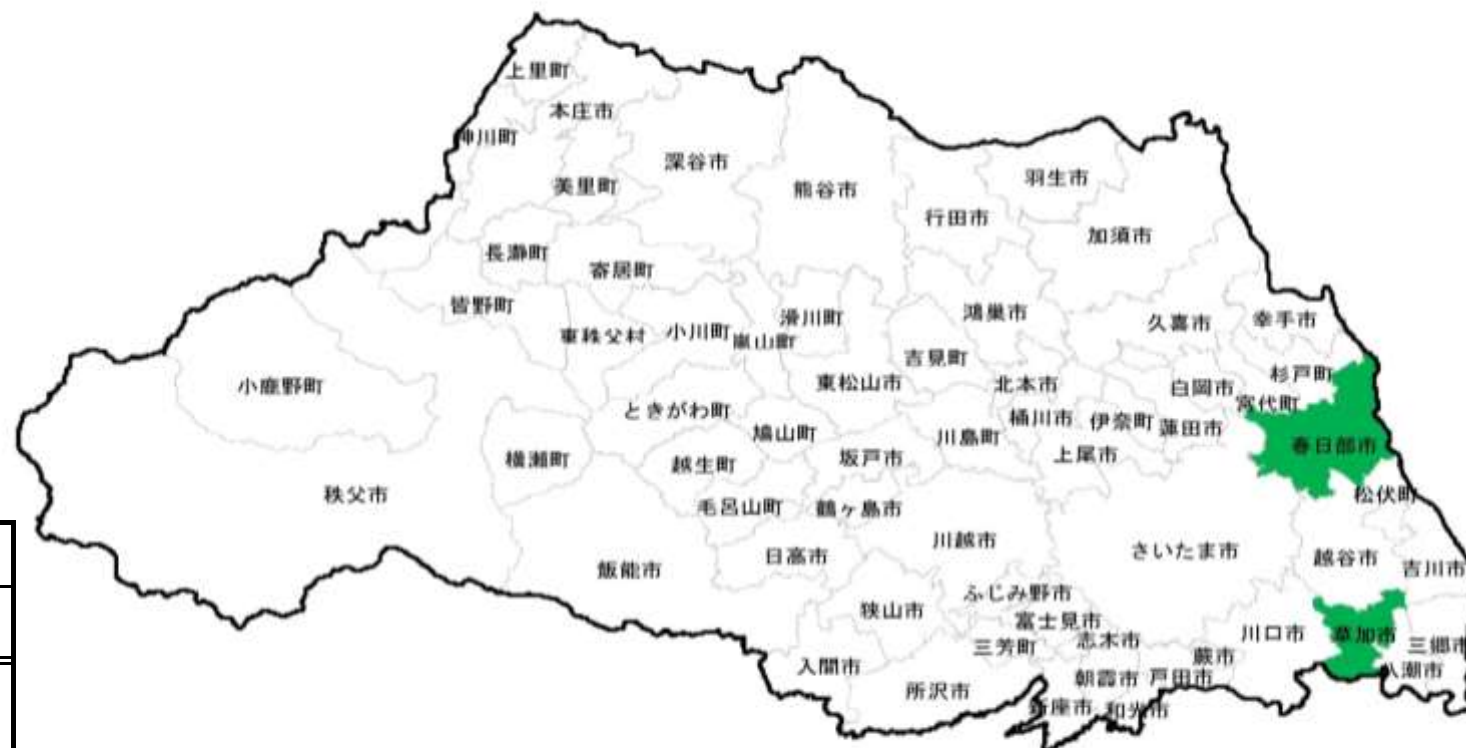 上里町
本庄市
神川町
深谷市
美里町
熊谷市
羽生市
行田市
加須市
長瀞町
寄居町
皆野町
東秩父村
小川町
嵐山町
滑川町
鴻巣市
久喜市
幸手市
吉見町
小鹿野町
東松山市
北本市
白岡市
杉戸町
宮代町
ときがわ町
鳩山町
川島町
桶川市
伊奈町
蓮田市
春日部市
横瀬町
越生町
坂戸市
上尾市
秩父市
毛呂山町
鶴ヶ島市
松伏町
飯能市
日高市
川越市
さいたま市
越谷市
吉川市
ふじみ野市
狭山市
富士見市
三芳町
志木市
川口市
草加市
三郷市
入間市
所沢市
朝霞市
戸田市
蕨市
八潮市
新座市
和光市